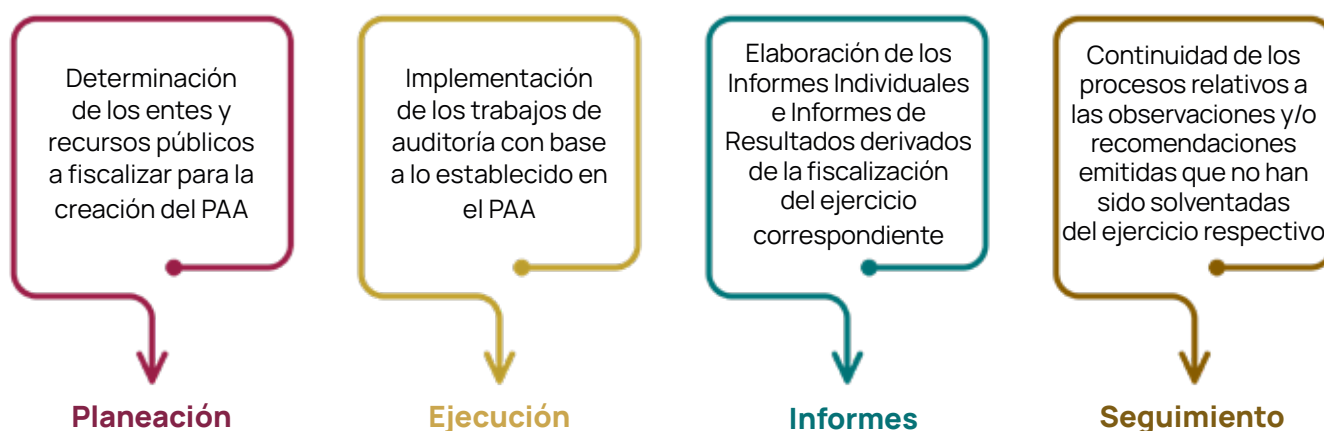 Determinación
de los entes y
recursos públicos
a fiscalizar para la
creación del PAA
Planeación
Implementación
de los trabajos de
auditoría con base
a lo establecido en
el PAA
Ejecución
Elaboración de los
Informes Individuales
e Informes de
Resultados derivados
de la fiscalización
del ejercicio
correspondiente
Informes
Continuidad de los
procesos relativos a
las observaciones y/o
recomendaciones
emitidas que no han
sido solventadas
del ejercicio respectivo
Seguimiento